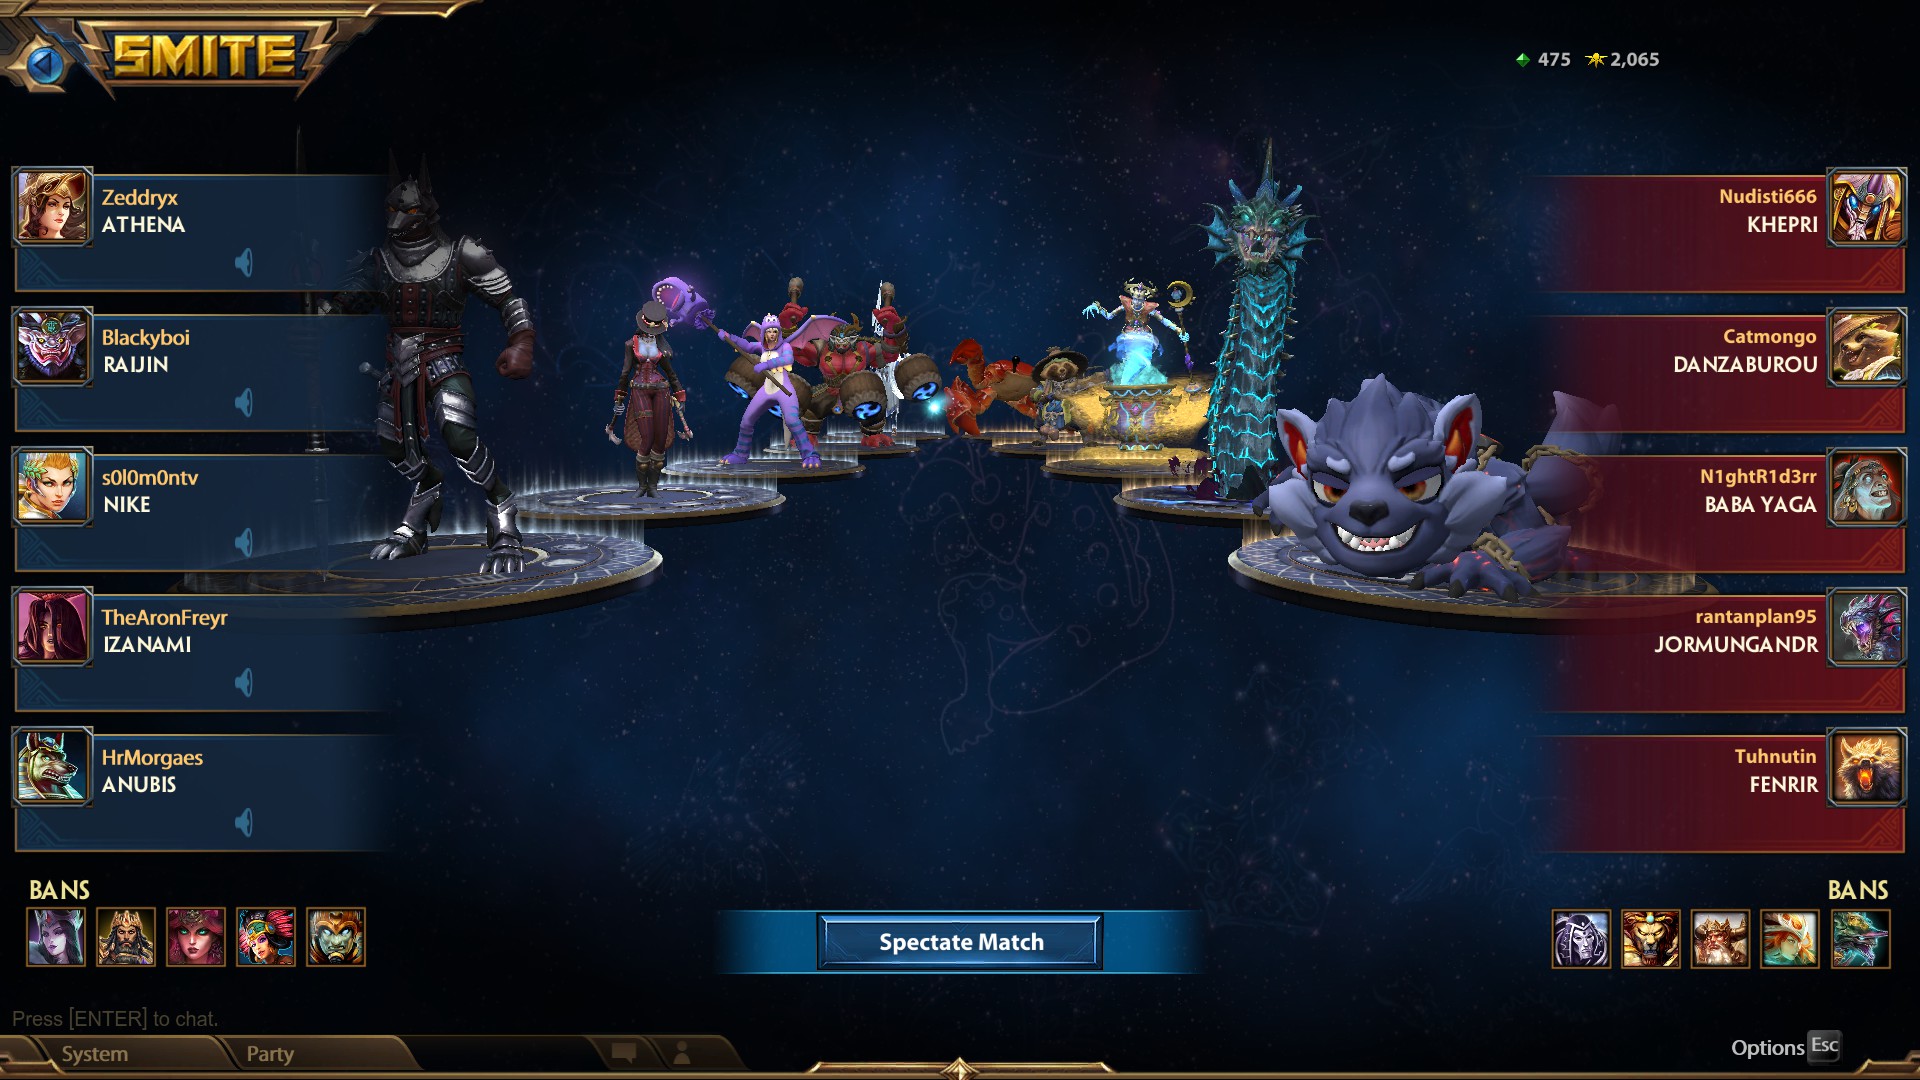 SMITE
475 2,065
Zeddryx
ATHENA
Blackyboi
RAIJIN
s0l0m0ntv
NIKE
TheAronFreyr
IZANAMI
HrMorgaes
ANUBIS
BANS
Nudisti666
KHEPRI
Catmongo
DANZABUROU
N1ghtR1d3rr
BABA YAGA
rantanplan95
JORMUNGANDR
Tuhnutin
FENRIR
BANS
Spectate Match
Press [ENTER] to chat.
System Party
Options Esc